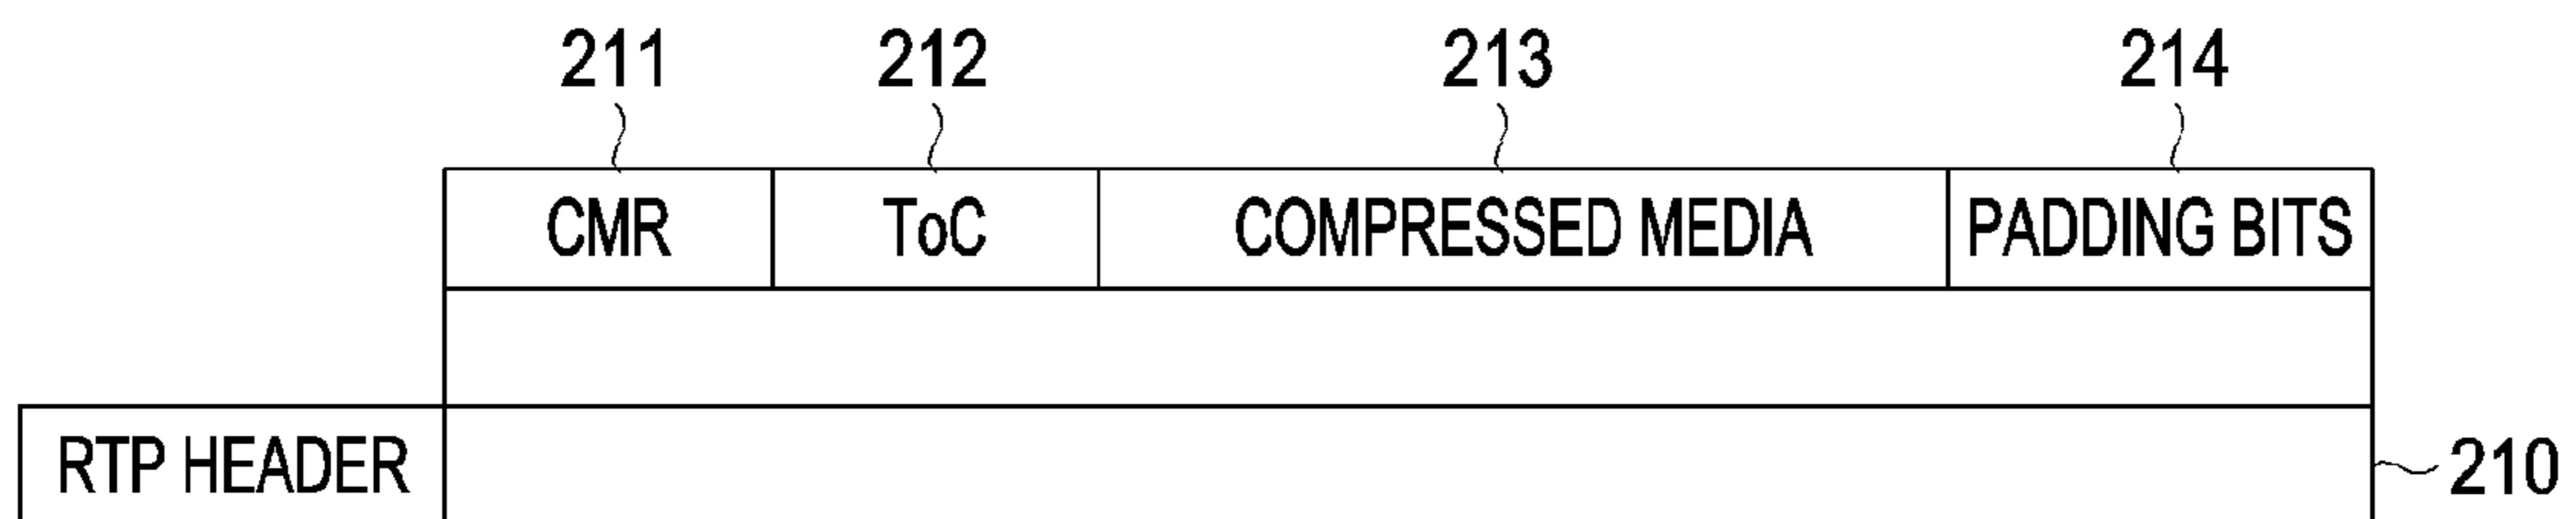 211 212 213 214
CMR ToC COMPRESSED MEDIA PADDING BITS
RTP HEADER 210